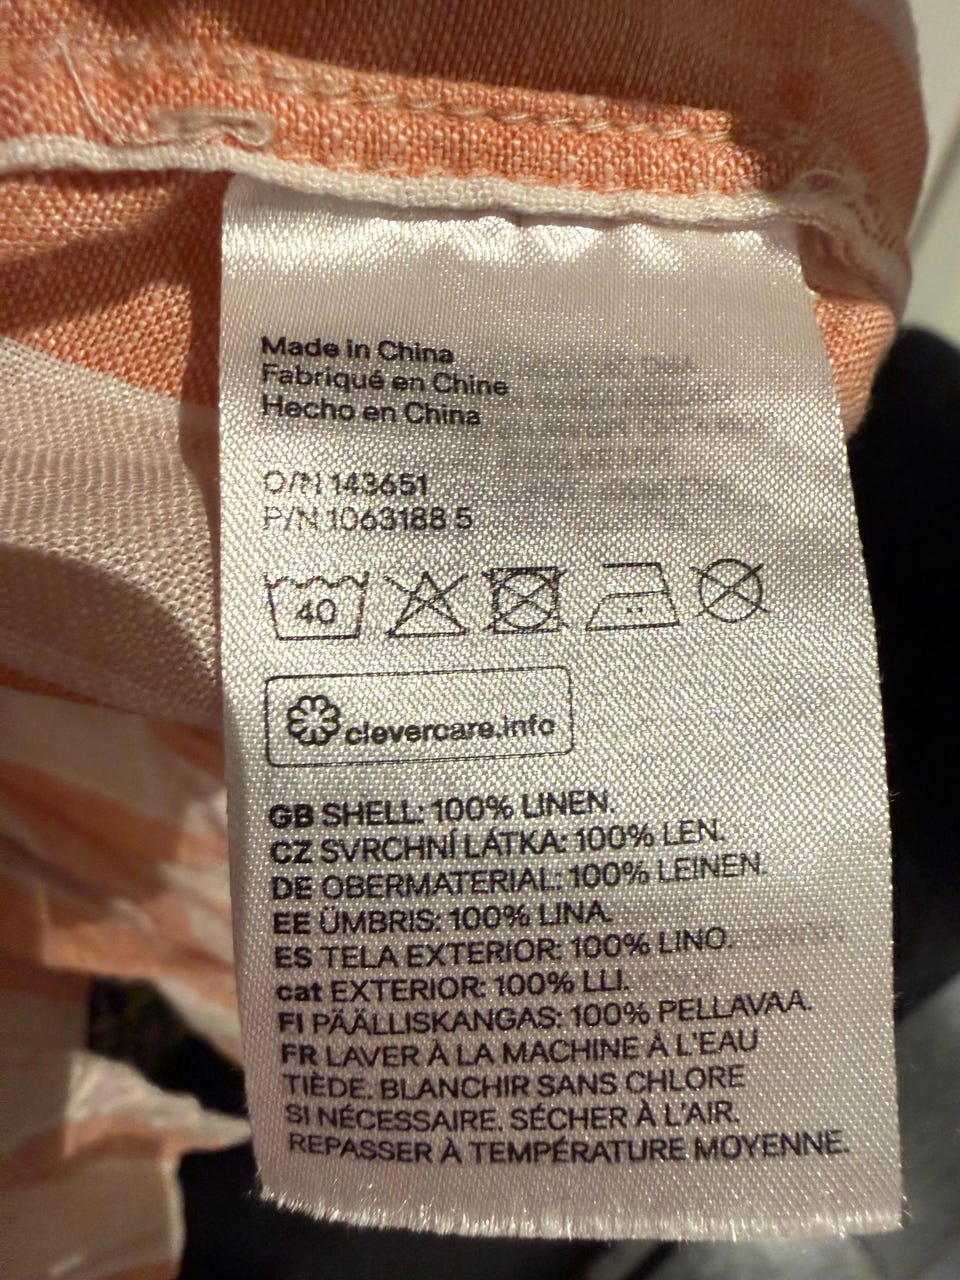 Made in China
Fabriqué en Chine
Hecho en China
O/N 143651
P/N 1063188 5
40
clevercare.info
GB SHELL: 100% LINEN.
CZ SVRCHNÍ LÁTKA: 100% LEN.
DE OBERMATERIAL: 100% LEINEN.
EE ÜMBRIS: 100% LINA.
ES TELA EXTERIOR: 100% LINO.
cat EXTERIOR: 100% LLI.
FI PÄÄLLISKANGAS: 100% PELLAVAA.
FR LAVER À LA MACHINE À L'EAU
TIÈDE. BLANCHIR SANS CHLORE
SI NÉCESSAIRE. SÉCHER À L'AIR.
REPASSER À TEMPÉRATURE MOYENNE.